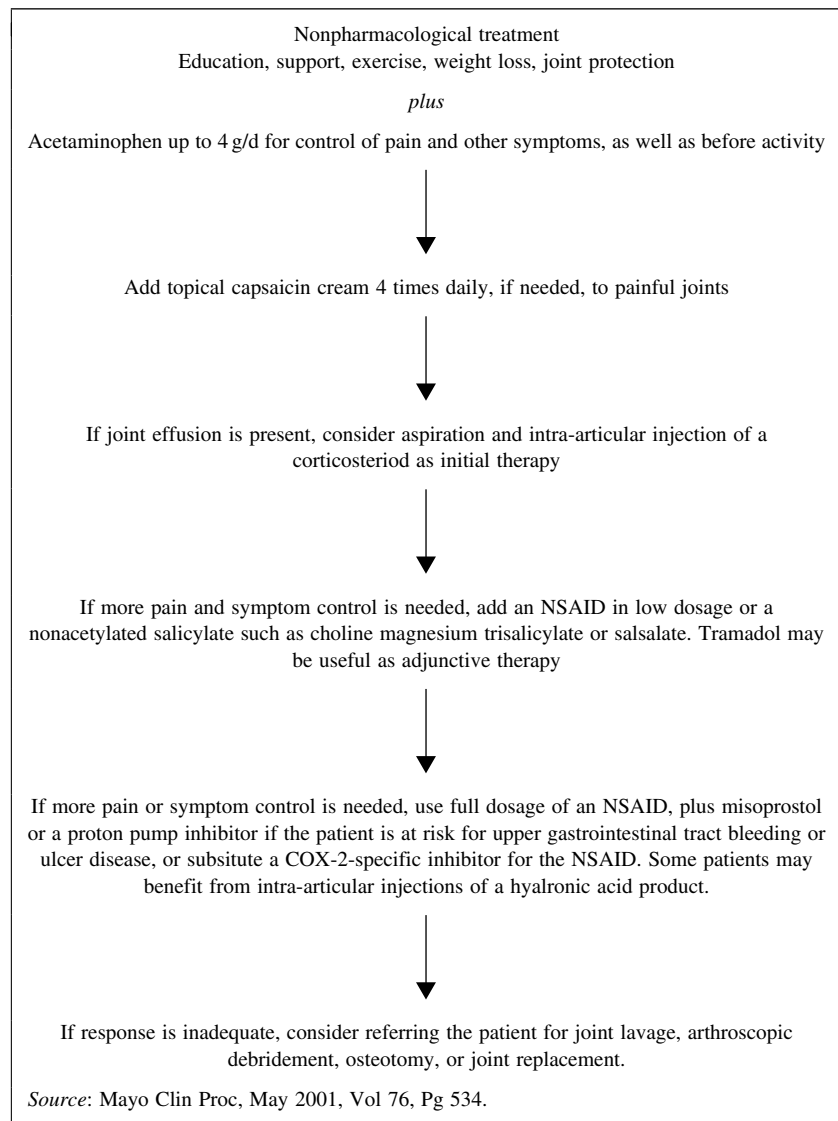 Nonpharmacological treatment
Education, support, exercise, weight loss, joint protection
plus
Acetaminophen up to 4 g/d for control of pain and other symptoms, as well as before activity
Add topical capsaicin cream 4 times daily, if needed, to painful joints
If joint effusion is present, consider aspiration and intra-articular injection of a
corticosteriod as initial therapy
If more pain and symptom control is needed, add an NSAID in low dosage or a
nonacetylated salicylate such as choline magnesium trisalicylate or salsalate. Tramadol may
be useful as adjunctive therapy
If more pain or symptom control is needed, use full dosage of an NSAID, plus misoprostol
or a proton pump inhibitor if the patient is at risk for upper gastrointestinal tract bleeding or
ulcer disease, or subsitute a COX-2-specific inhibitor for the NSAID. Some patients may
benefit from intra-articular injections of a hyalronic acid product.
If response is inadequate, consider referring the patient for joint lavage, arthroscopic
debridement, osteotomy, or joint replacement.
Source: Mayo Clin Proc, May 2001, Vol 76, Pg 534.